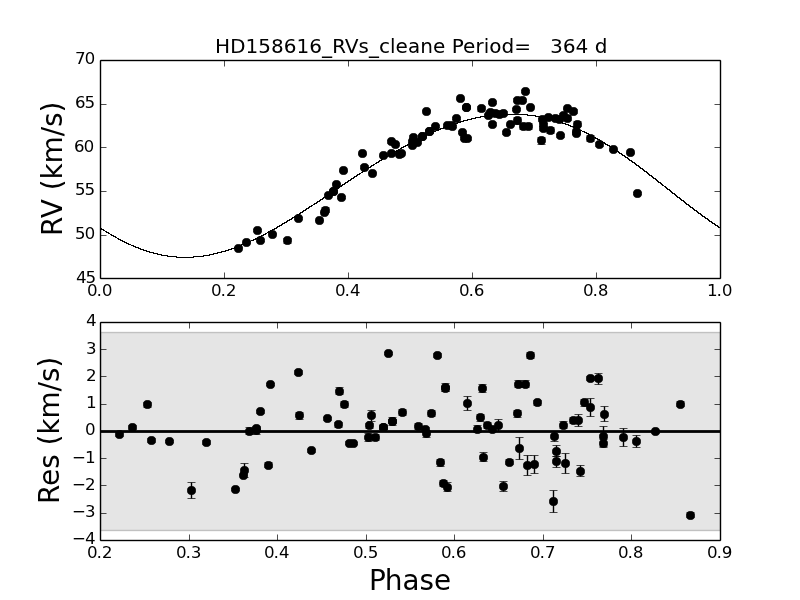 HD158616_RVs_cleane Period=   364 d
RV (km/s)
70
65
60
55
50
45
0.0 0.2 0.4 0.6 0.8 1.0
Res (km/s)
4
3
2
1
0
−1
−2
−3
−4
0.2 0.3 0.4 0.5 0.6 0.7 0.8 0.9
Phase